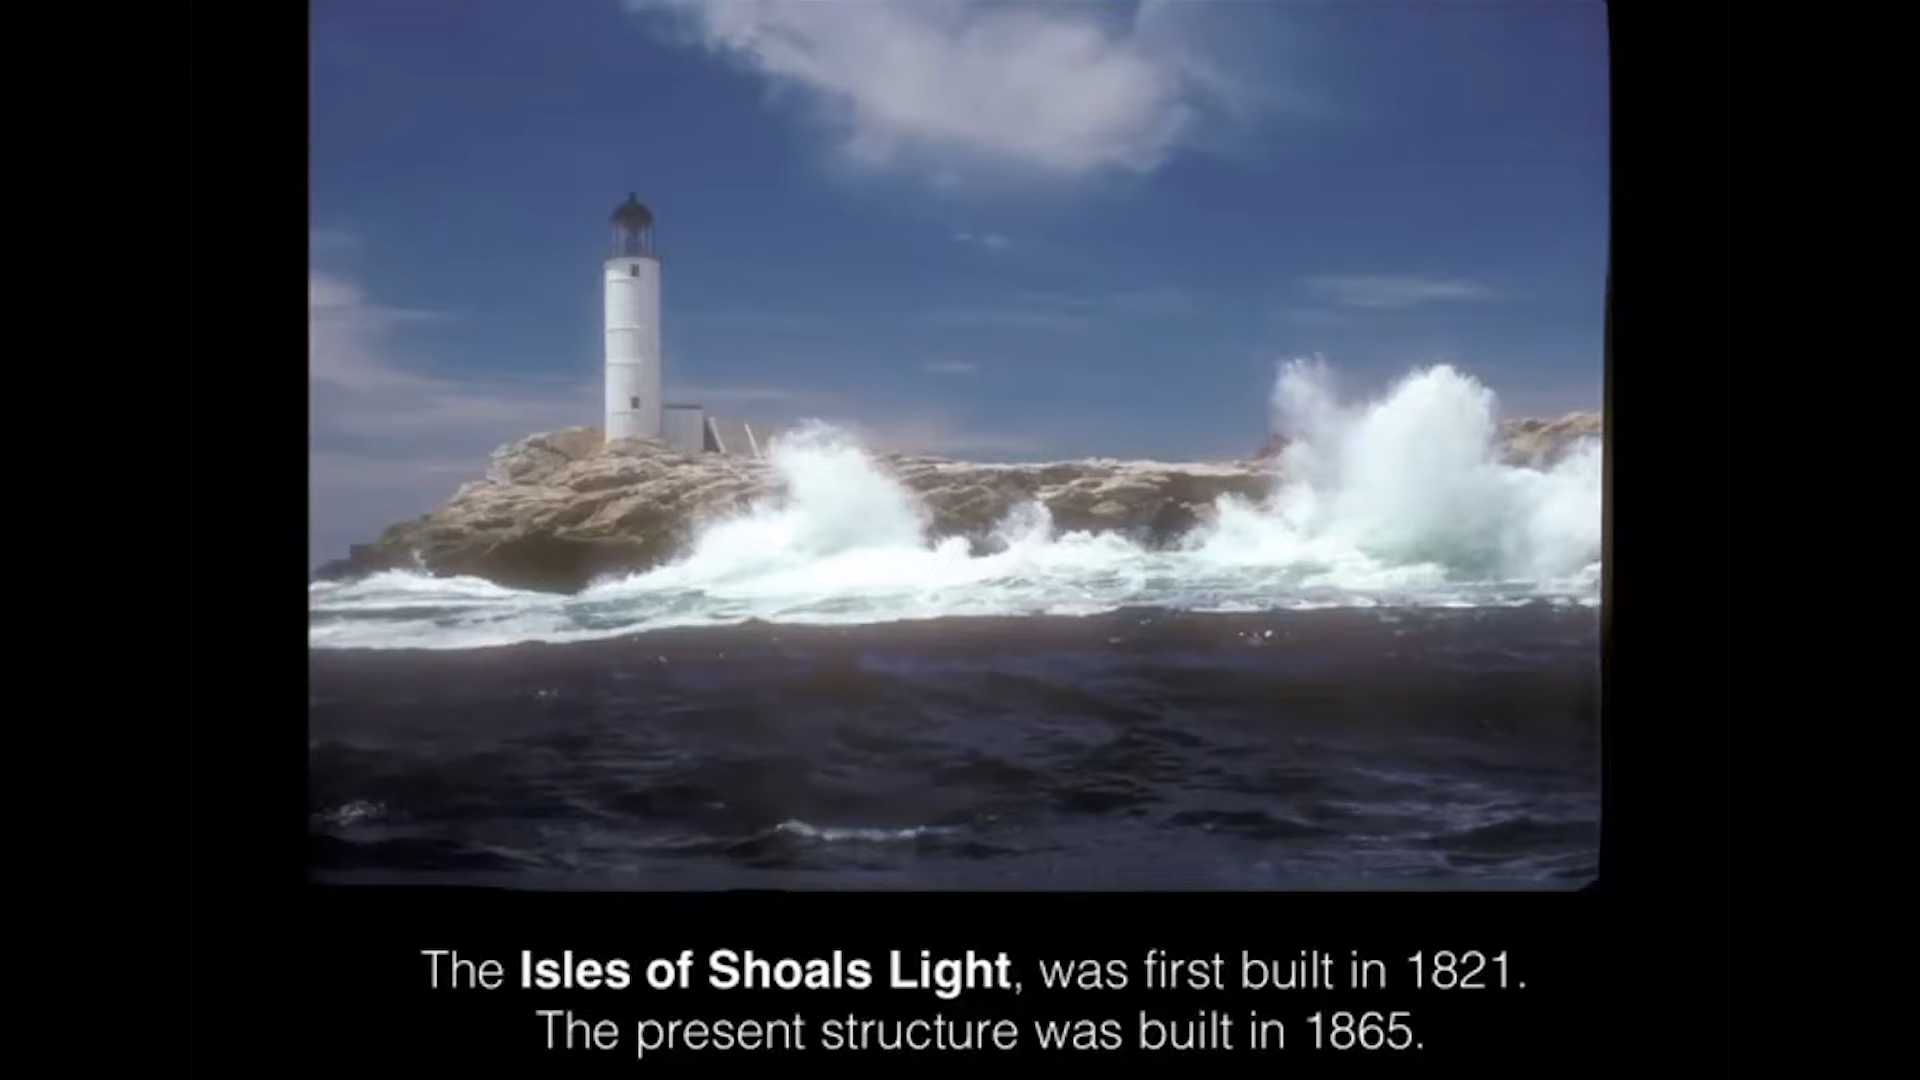 The Isles of Shoals Light, was first built in 1821.
The present structure was built in 1865.